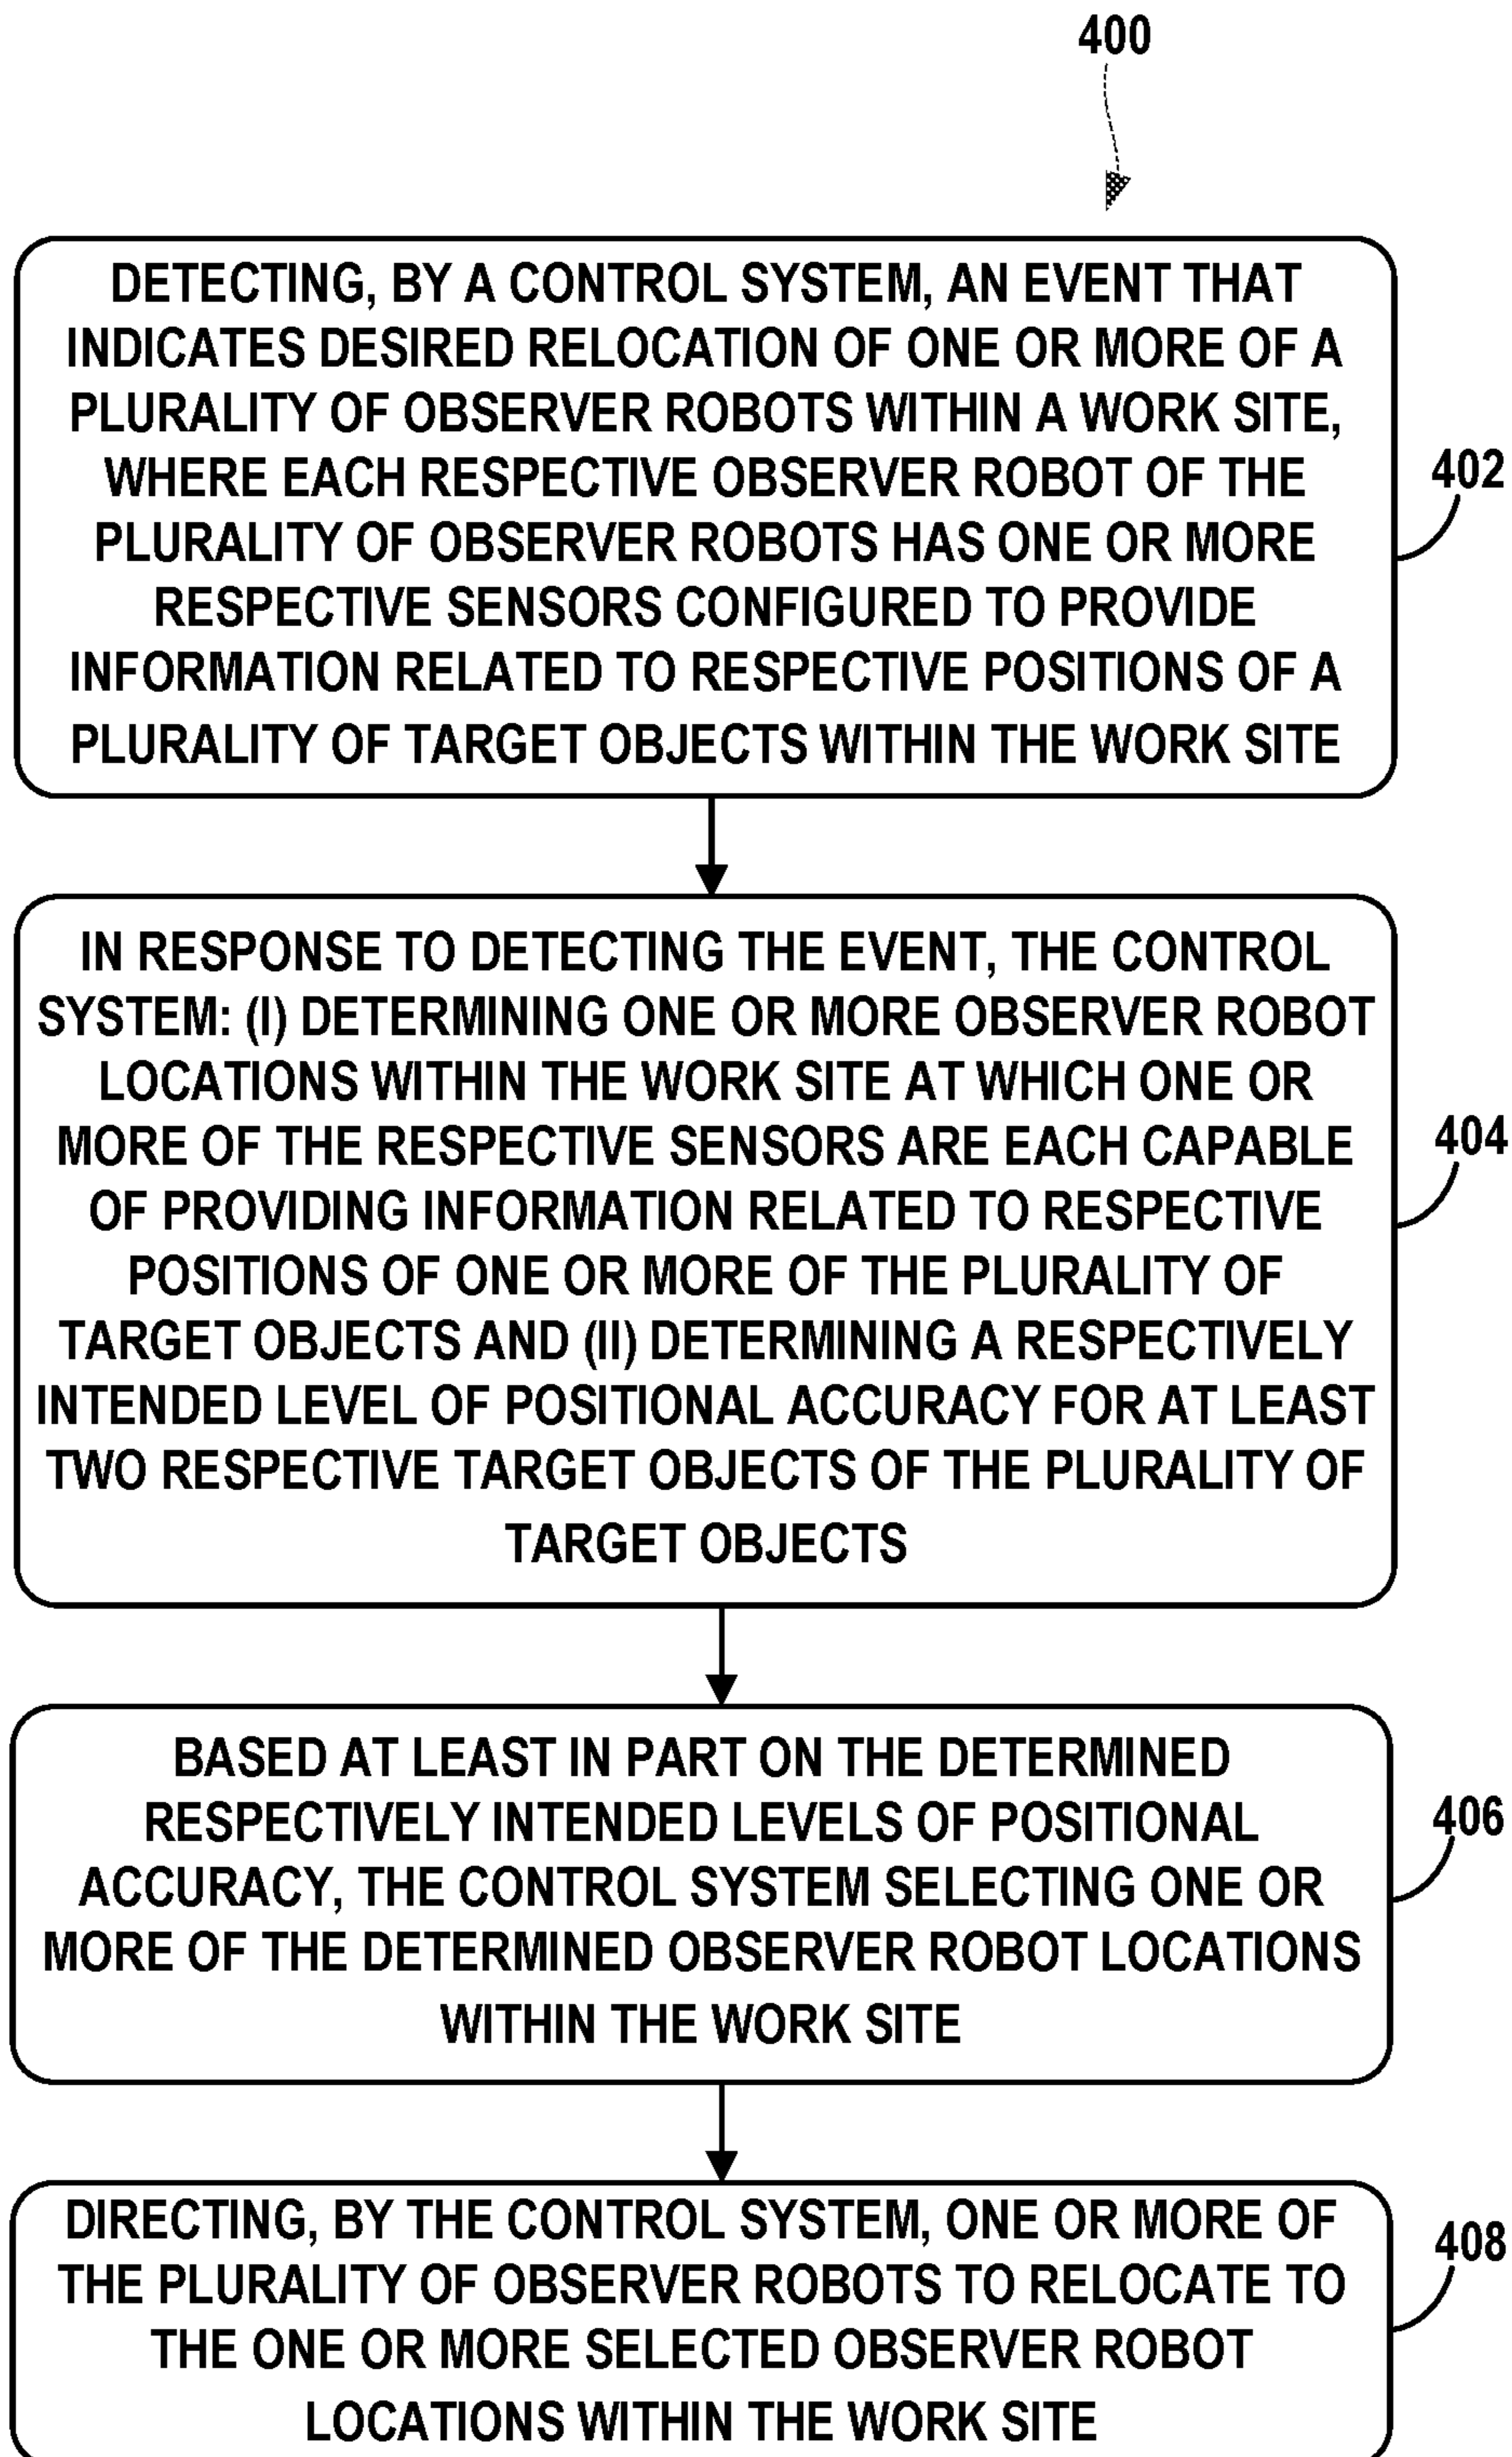 400
DETECTING, BY A CONTROL SYSTEM, AN EVENT THAT
INDICATES DESIRED RELOCATION OF ONE OR MORE OF A
PLURALITY OF OBSERVER ROBOTS WITHIN A WORK SITE,
WHERE EACH RESPECTIVE OBSERVER ROBOT OF THE
PLURALITY OF OBSERVER ROBOTS HAS ONE OR MORE
RESPECTIVE SENSORS CONFIGURED TO PROVIDE
INFORMATION RELATED TO RESPECTIVE POSITIONS OF A
PLURALITY OF TARGET OBJECTS WITHIN THE WORK SITE
402
IN RESPONSE TO DETECTING THE EVENT, THE CONTROL
SYSTEM: (I) DETERMINING ONE OR MORE OBSERVER ROBOT
LOCATIONS WITHIN THE WORK SITE AT WHICH ONE OR
MORE OF THE RESPECTIVE SENSORS ARE EACH CAPABLE
OF PROVIDING INFORMATION RELATED TO RESPECTIVE
POSITIONS OF ONE OR MORE OF THE PLURALITY OF
TARGET OBJECTS AND (II) DETERMINING A RESPECTIVELY
INTENDED LEVEL OF POSITIONAL ACCURACY FOR AT LEAST
TWO RESPECTIVE TARGET OBJECTS OF THE PLURALITY OF
TARGET OBJECTS
404
BASED AT LEAST IN PART ON THE DETERMINED
RESPECTIVELY INTENDED LEVELS OF POSITIONAL
ACCURACY, THE CONTROL SYSTEM SELECTING ONE OR
MORE OF THE DETERMINED OBSERVER ROBOT LOCATIONS
WITHIN THE WORK SITE
406
DIRECTING, BY THE CONTROL SYSTEM, ONE OR MORE OF
THE PLURALITY OF OBSERVER ROBOTS TO RELOCATE TO
THE ONE OR MORE SELECTED OBSERVER ROBOT
LOCATIONS WITHIN THE WORK SITE
408